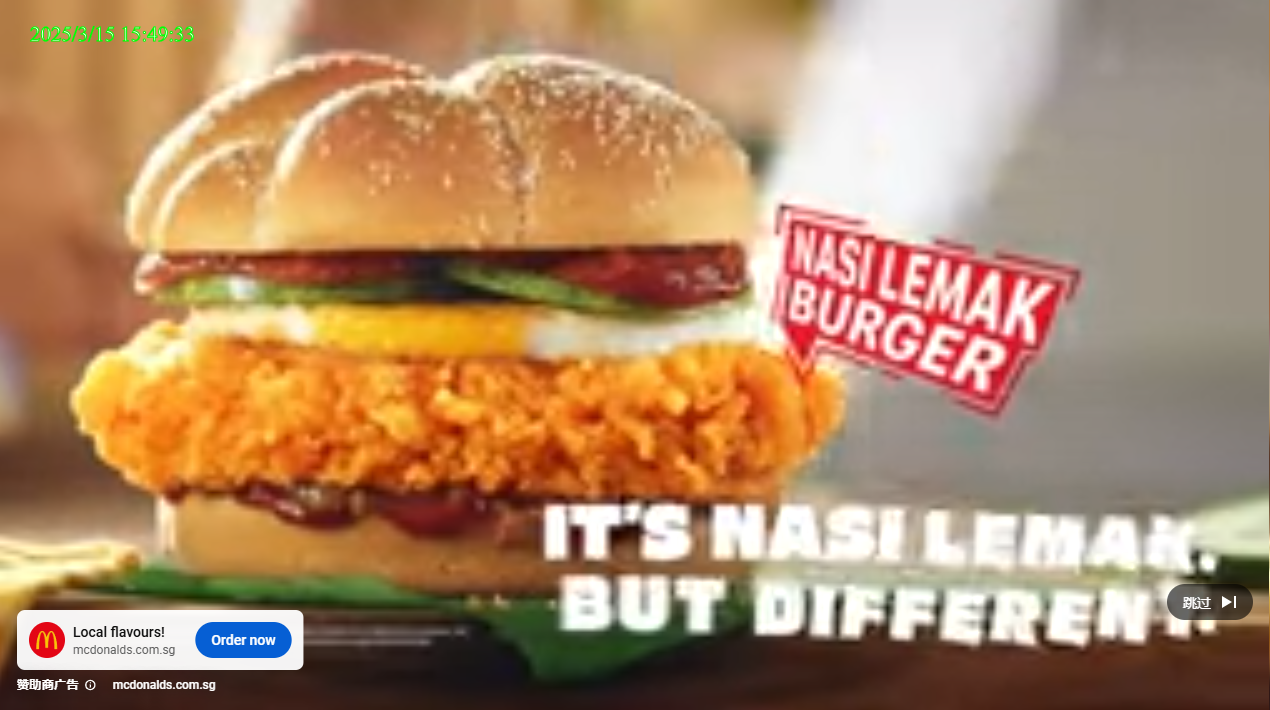 2025/3/15 15:49:33
NASI LEMAK
BURGER
IT'S NASI LEMAK.
BUT DIFFERENT.
跳过
Local flavours!
mcdonalds.com.sg
Order now
赞助商广告 mcdonalds.com.sg